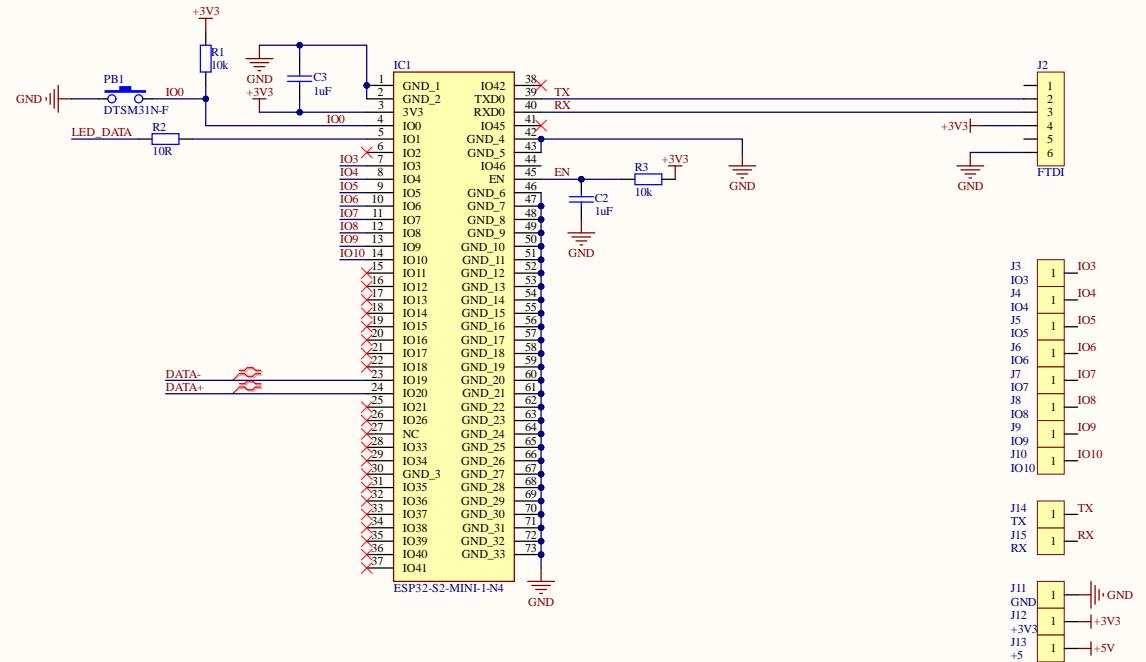 +3V3
R1
10k
GND
+3V3
C3
1uF
PB1
GND
IO0
DTSM31N-F
IO0
LED_DATA
R2
10R
IC1
1 GND_1 IO42 38
2 GND_2 TXD0 39 TX
3 3V3 RXD0 40 RX
4 IO0 IO45 41
5 IO1 GND_4 42
6 IO2 GND_5 43
IO3 7 IO3 IO46 44
IO4 8 IO4 EN 45 EN
IO5 9 IO5 GND_6 46
IO6 10 IO6 GND_7 47
IO7 11 IO7 GND_8 48
IO8 12 IO8 GND_9 49
IO9 13 IO9 GND_10 50
IO10 14 IO10 GND_11 51
15 IO11 GND_12 52
16 IO12 GND_13 53
17 IO13 GND_14 54
18 IO14 GND_15 55
19 IO15 GND_16 56
20 IO16 GND_17 57
21 IO17 GND_18 58
22 IO18 GND_19 59
DATA- 23 IO19 GND_20 60
DATA+ 24 IO20 GND_21 61
25 IO21 GND_22 62
26 IO26 GND_23 63
27 NC GND_24 64
28 IO33 GND_25 65
29 IO34 GND_26 66
30 GND_3 GND_27 67
31 IO35 GND_28 68
32 IO36 GND_29 69
33 IO37 GND_30 70
34 IO38 GND_31 71
35 IO39 GND_32 72
36 IO40 GND_33 73
37 IO41
ESP32-S2-MINI-1-N4
GND
GND
R3
10k
+3V3
C2
1uF
GND
J2
1
2
3
+3V3 4
5
6
GND
FTDI
J3 1 IO3
IO3
J4 1 IO4
IO4
J5 1 IO5
IO5
J6 1 IO6
IO6
J7 1 IO7
IO7
J8 1 IO8
IO8
J9 1 IO9
IO9
J10 1 IO10
IO10
J14 1 TX
TX
J15 1 RX
RX
J11 1 GND
GND
J12 1 +3V3
+3V3
J13 1 +5V
+5